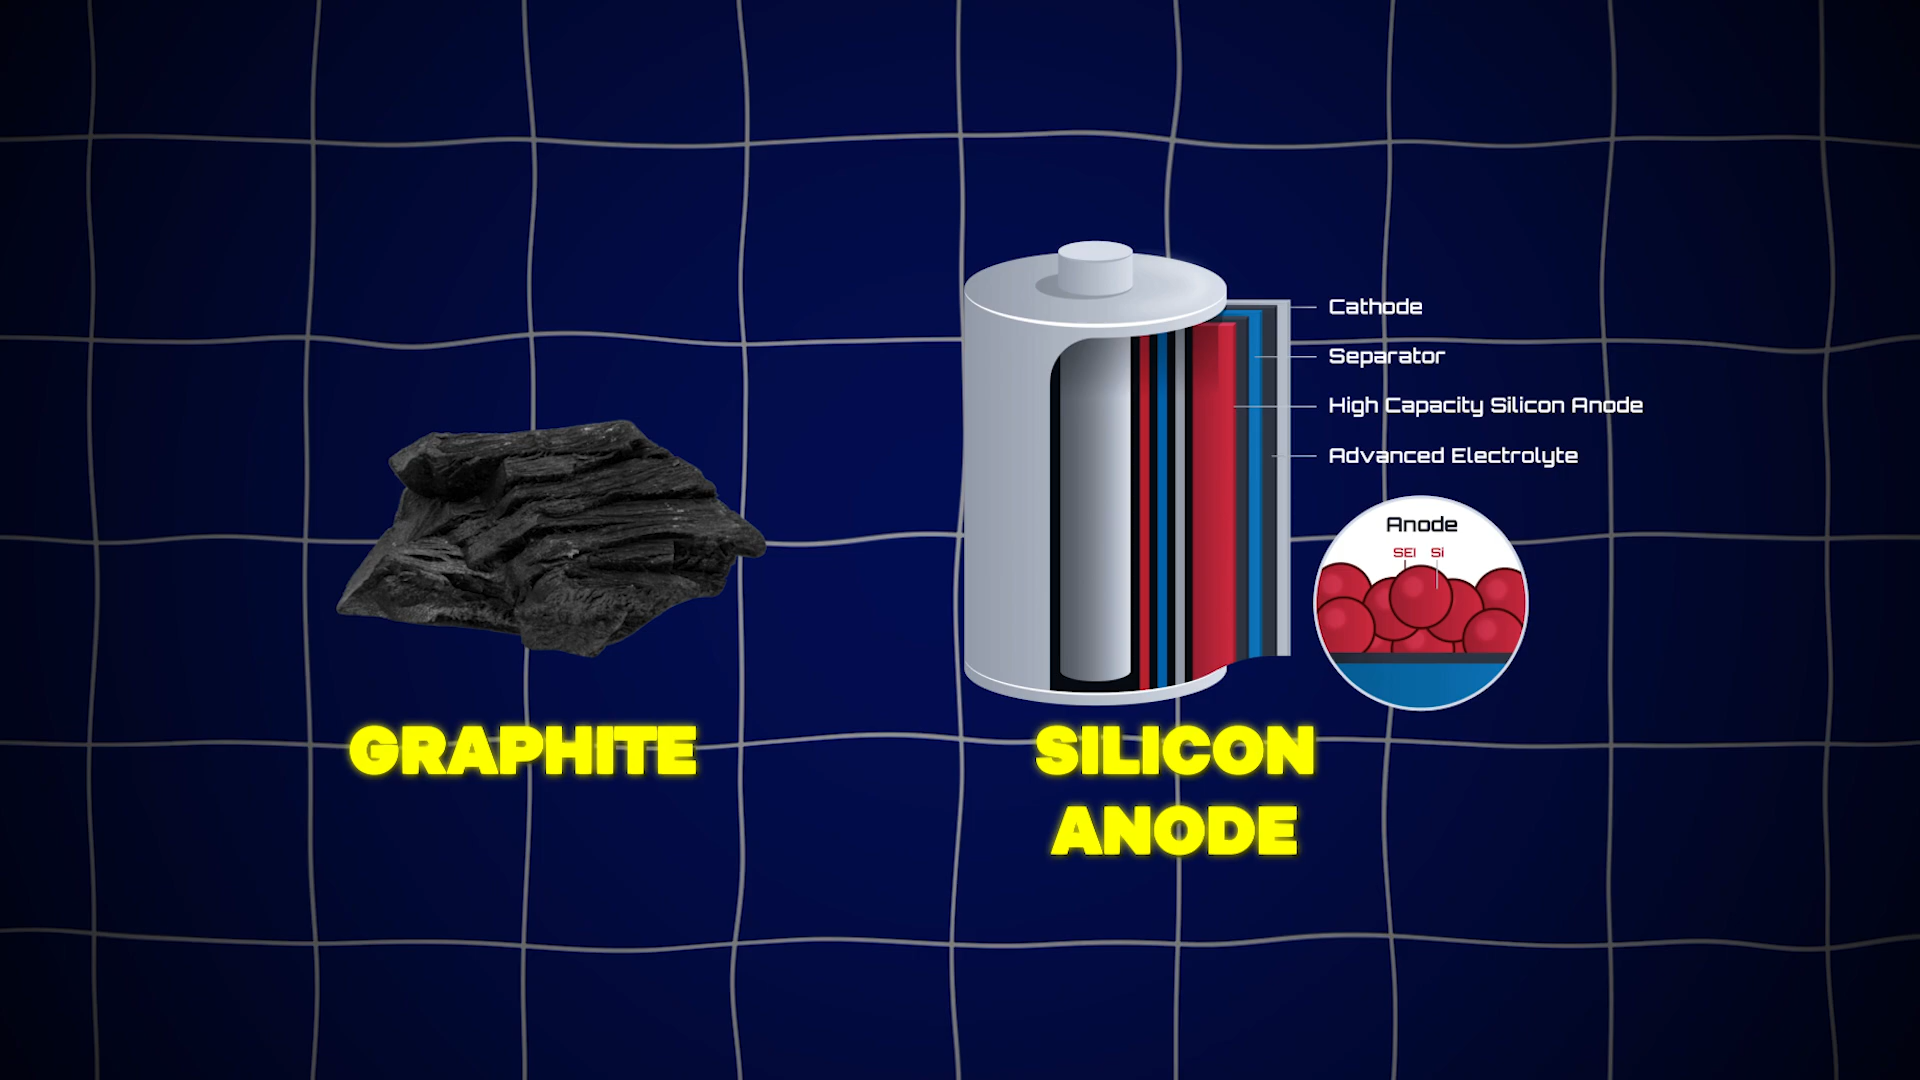 Cathode
Separator
High Capacity Silicon Anode
Advanced Electrolyte
Anode
SEI Si
GRAPHITE
SILICON
ANODE